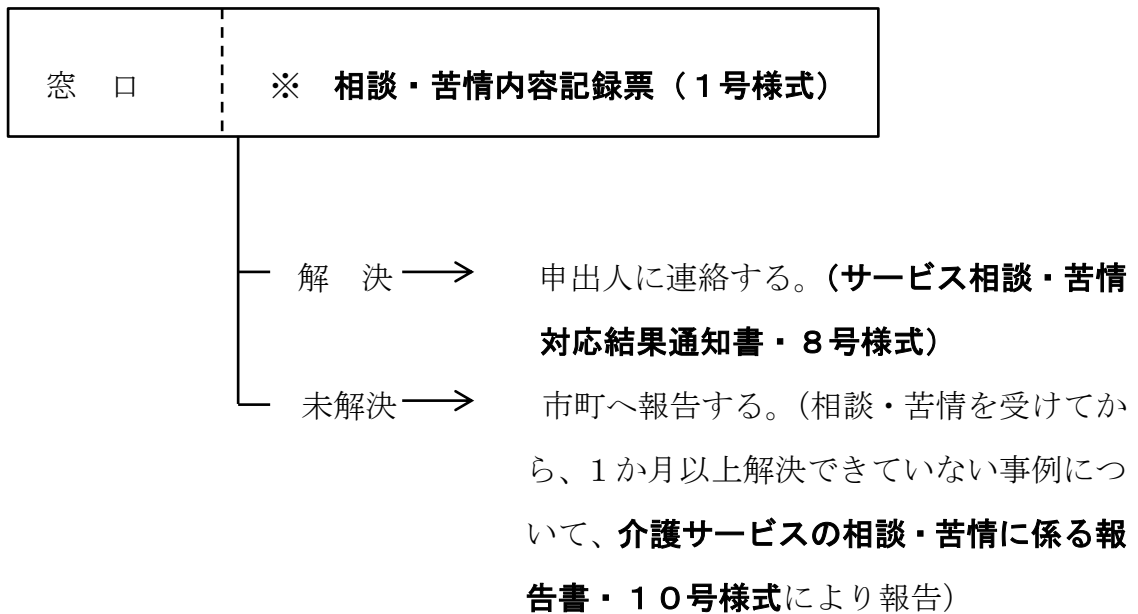 窓　口　※　相談・苦情内容記録票（１号様式）
解　決　申出人に連絡する。（サービス相談・苦情
対応結果通知書・８号様式）
未解決　市町へ報告する。（相談・苦情を受けてか
ら、１か月以上解決できていない事例につ
いて、介護サービスの相談・苦情に係る報
告書・１０号様式により報告）